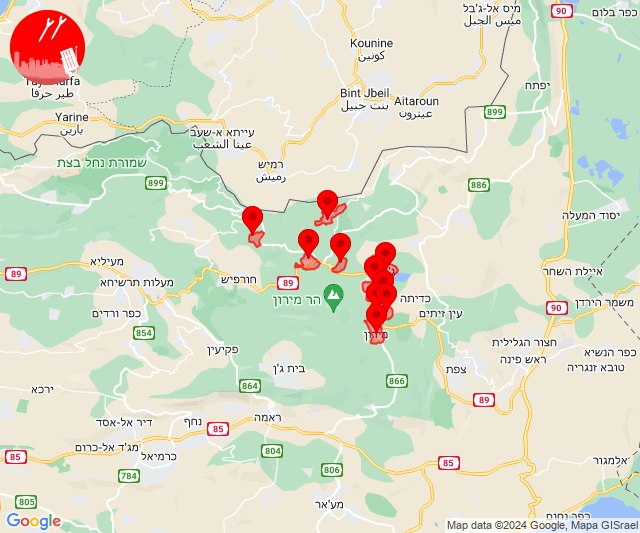 מיס אל-ג'בל
ميس الجبل
90
כפר בלום
Kounine
كونين
Yarine
يارين
طير حرفا
Bint Jbeil
بنت جبيل
Aitaroun
عيترون
899
יפתח
עייתא א-שעב
عيتا الشعب
רמיש
رميش
שמורת נחל בצת
899
886
יסוד המעלה
מעיליא
89
מעלות תרשיחא
חורפיש
89
כדיתה
איילת השחר
90
משמר הירדן
כפר ורדים
הר מירון
עין זיתים
חצור הגלילית
ראש פינה
כפר הנשיא
טובא זנגריה
מירון
פקיעין
בית ג'ן
צפת
866
ירכא
864
89
ראמה
נחף
דיר אל-אסד
85
מג'ד אל-כרום
כרמיאל
804
85
85
784
806
אלמגור
805
מע'אר
כפר נחום
Google
Map data ©2024 Google, Mapa GISrael